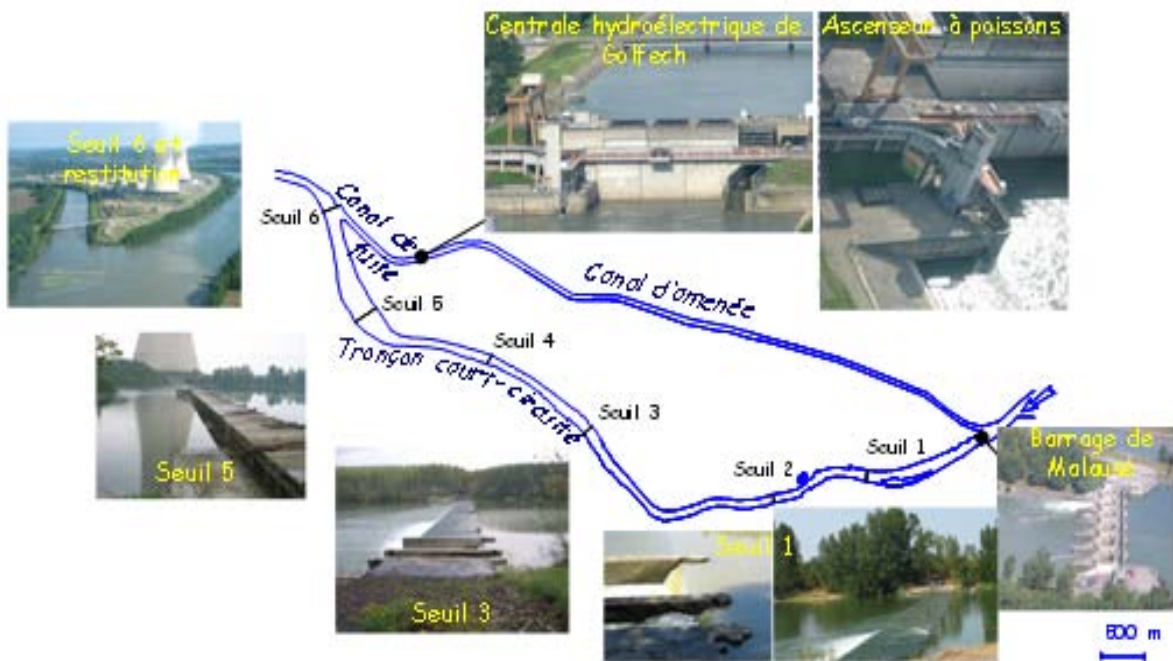 Centrale hydroélectrique de
Golfech
Ascenseur à poissons
Seuil 6 et
restitution
Seuil 6
Canal de
fuite
Canal d'amenée
Seuil 5
Seuil 4
Tronçon court-circuité
Seuil 3
Seuil 1
Seuil 2
Barrage de
Malause
Seuil 5
Seuil 3
Seuil 1
500 m